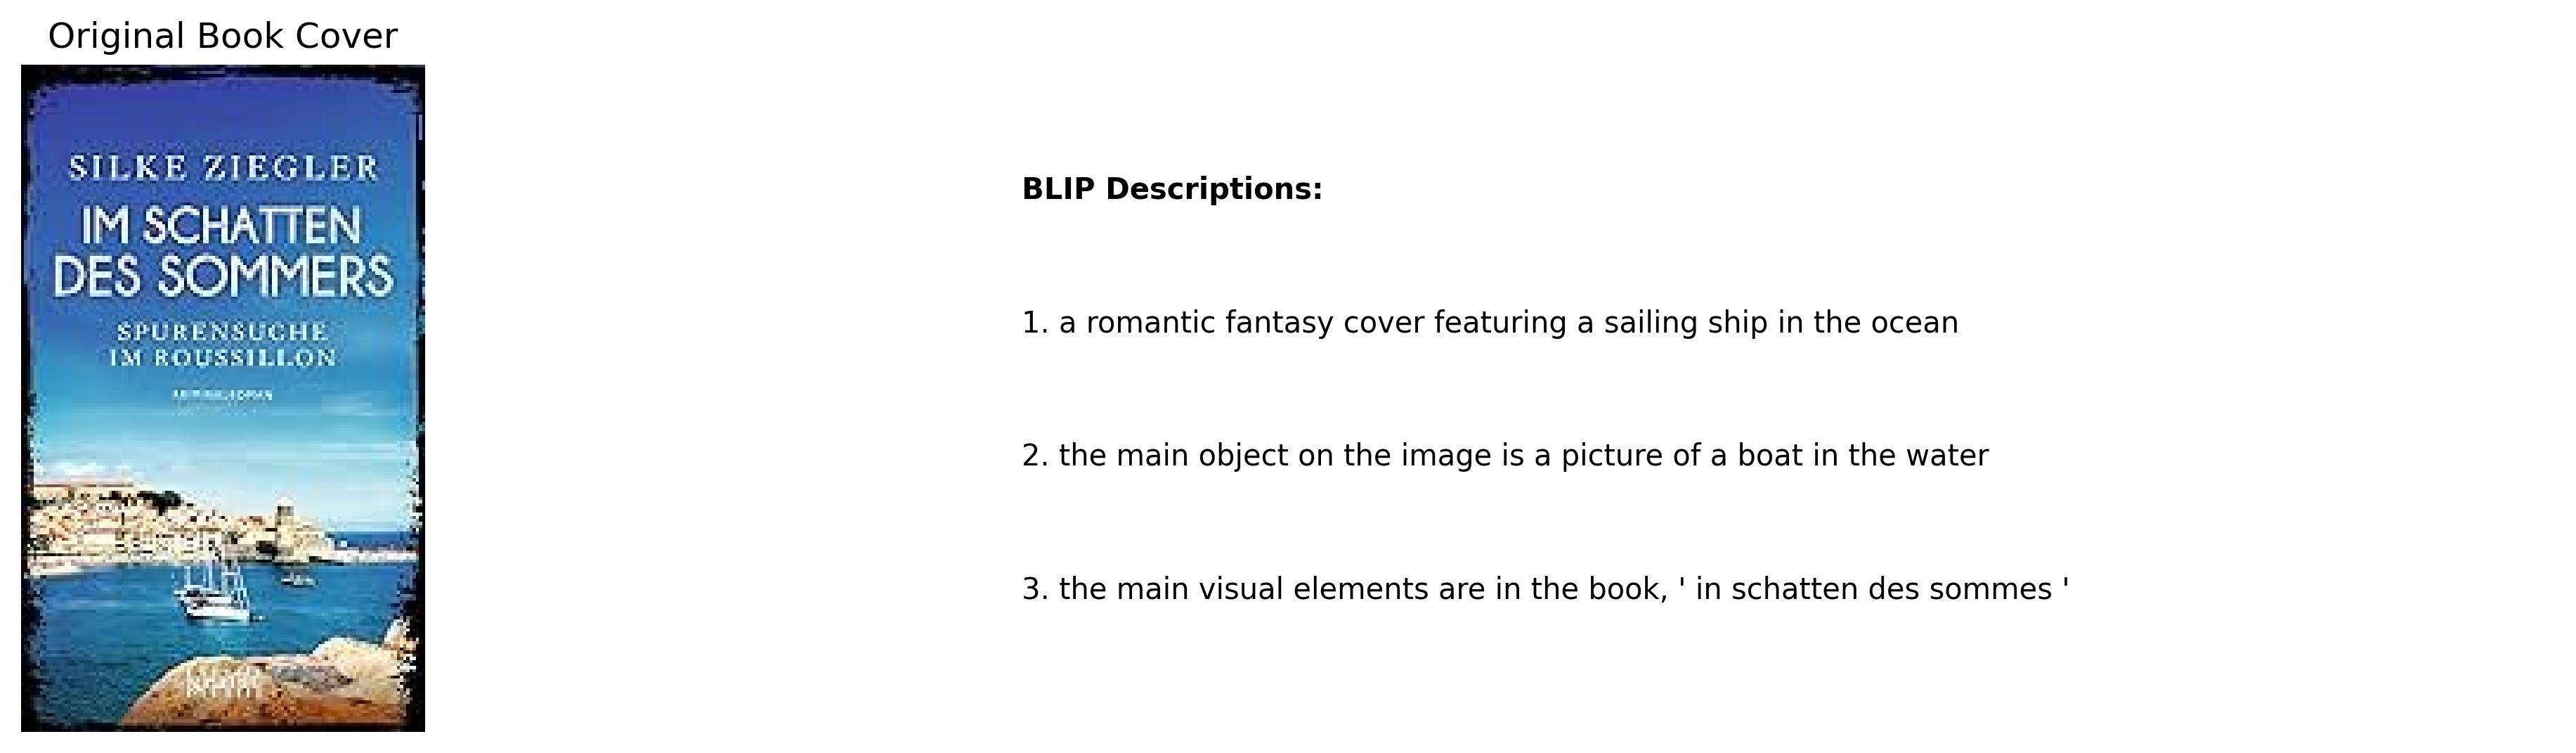 Original Book Cover
SILKE ZIEGLER
IM SCHATTEN
DES SOMMERS
SPURENSUCHE
IM ROUSSILLON
BLIP Descriptions:
1. a romantic fantasy cover featuring a sailing ship in the ocean
2. the main object on the image is a picture of a boat in the water
3. the main visual elements are in the book, ' in schatten des sommes '